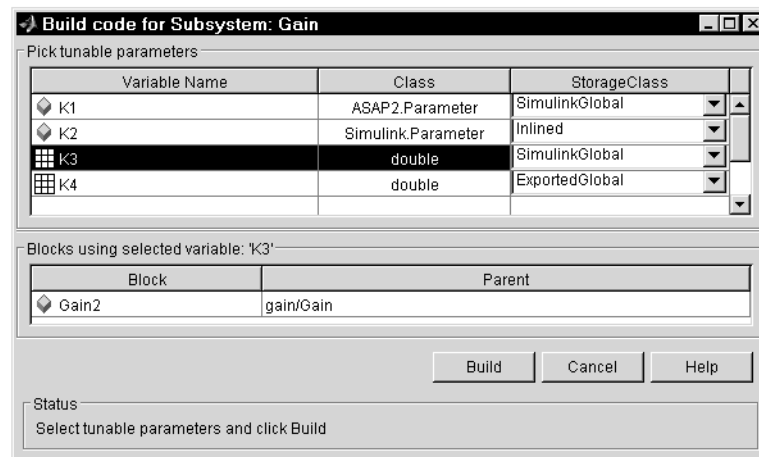 Build code for Subsystem: Gain
Pick tunable parameters
Variable Name Class StorageClass
K1 ASAP2.Parameter SimulinkGlobal
K2 Simulink.Parameter Inlined
K3 double SimulinkGlobal
K4 double ExportedGlobal
Blocks using selected variable: 'K3'
Block Parent
Gain2 gain/Gain
Build Cancel Help
Status
Select tunable parameters and click Build